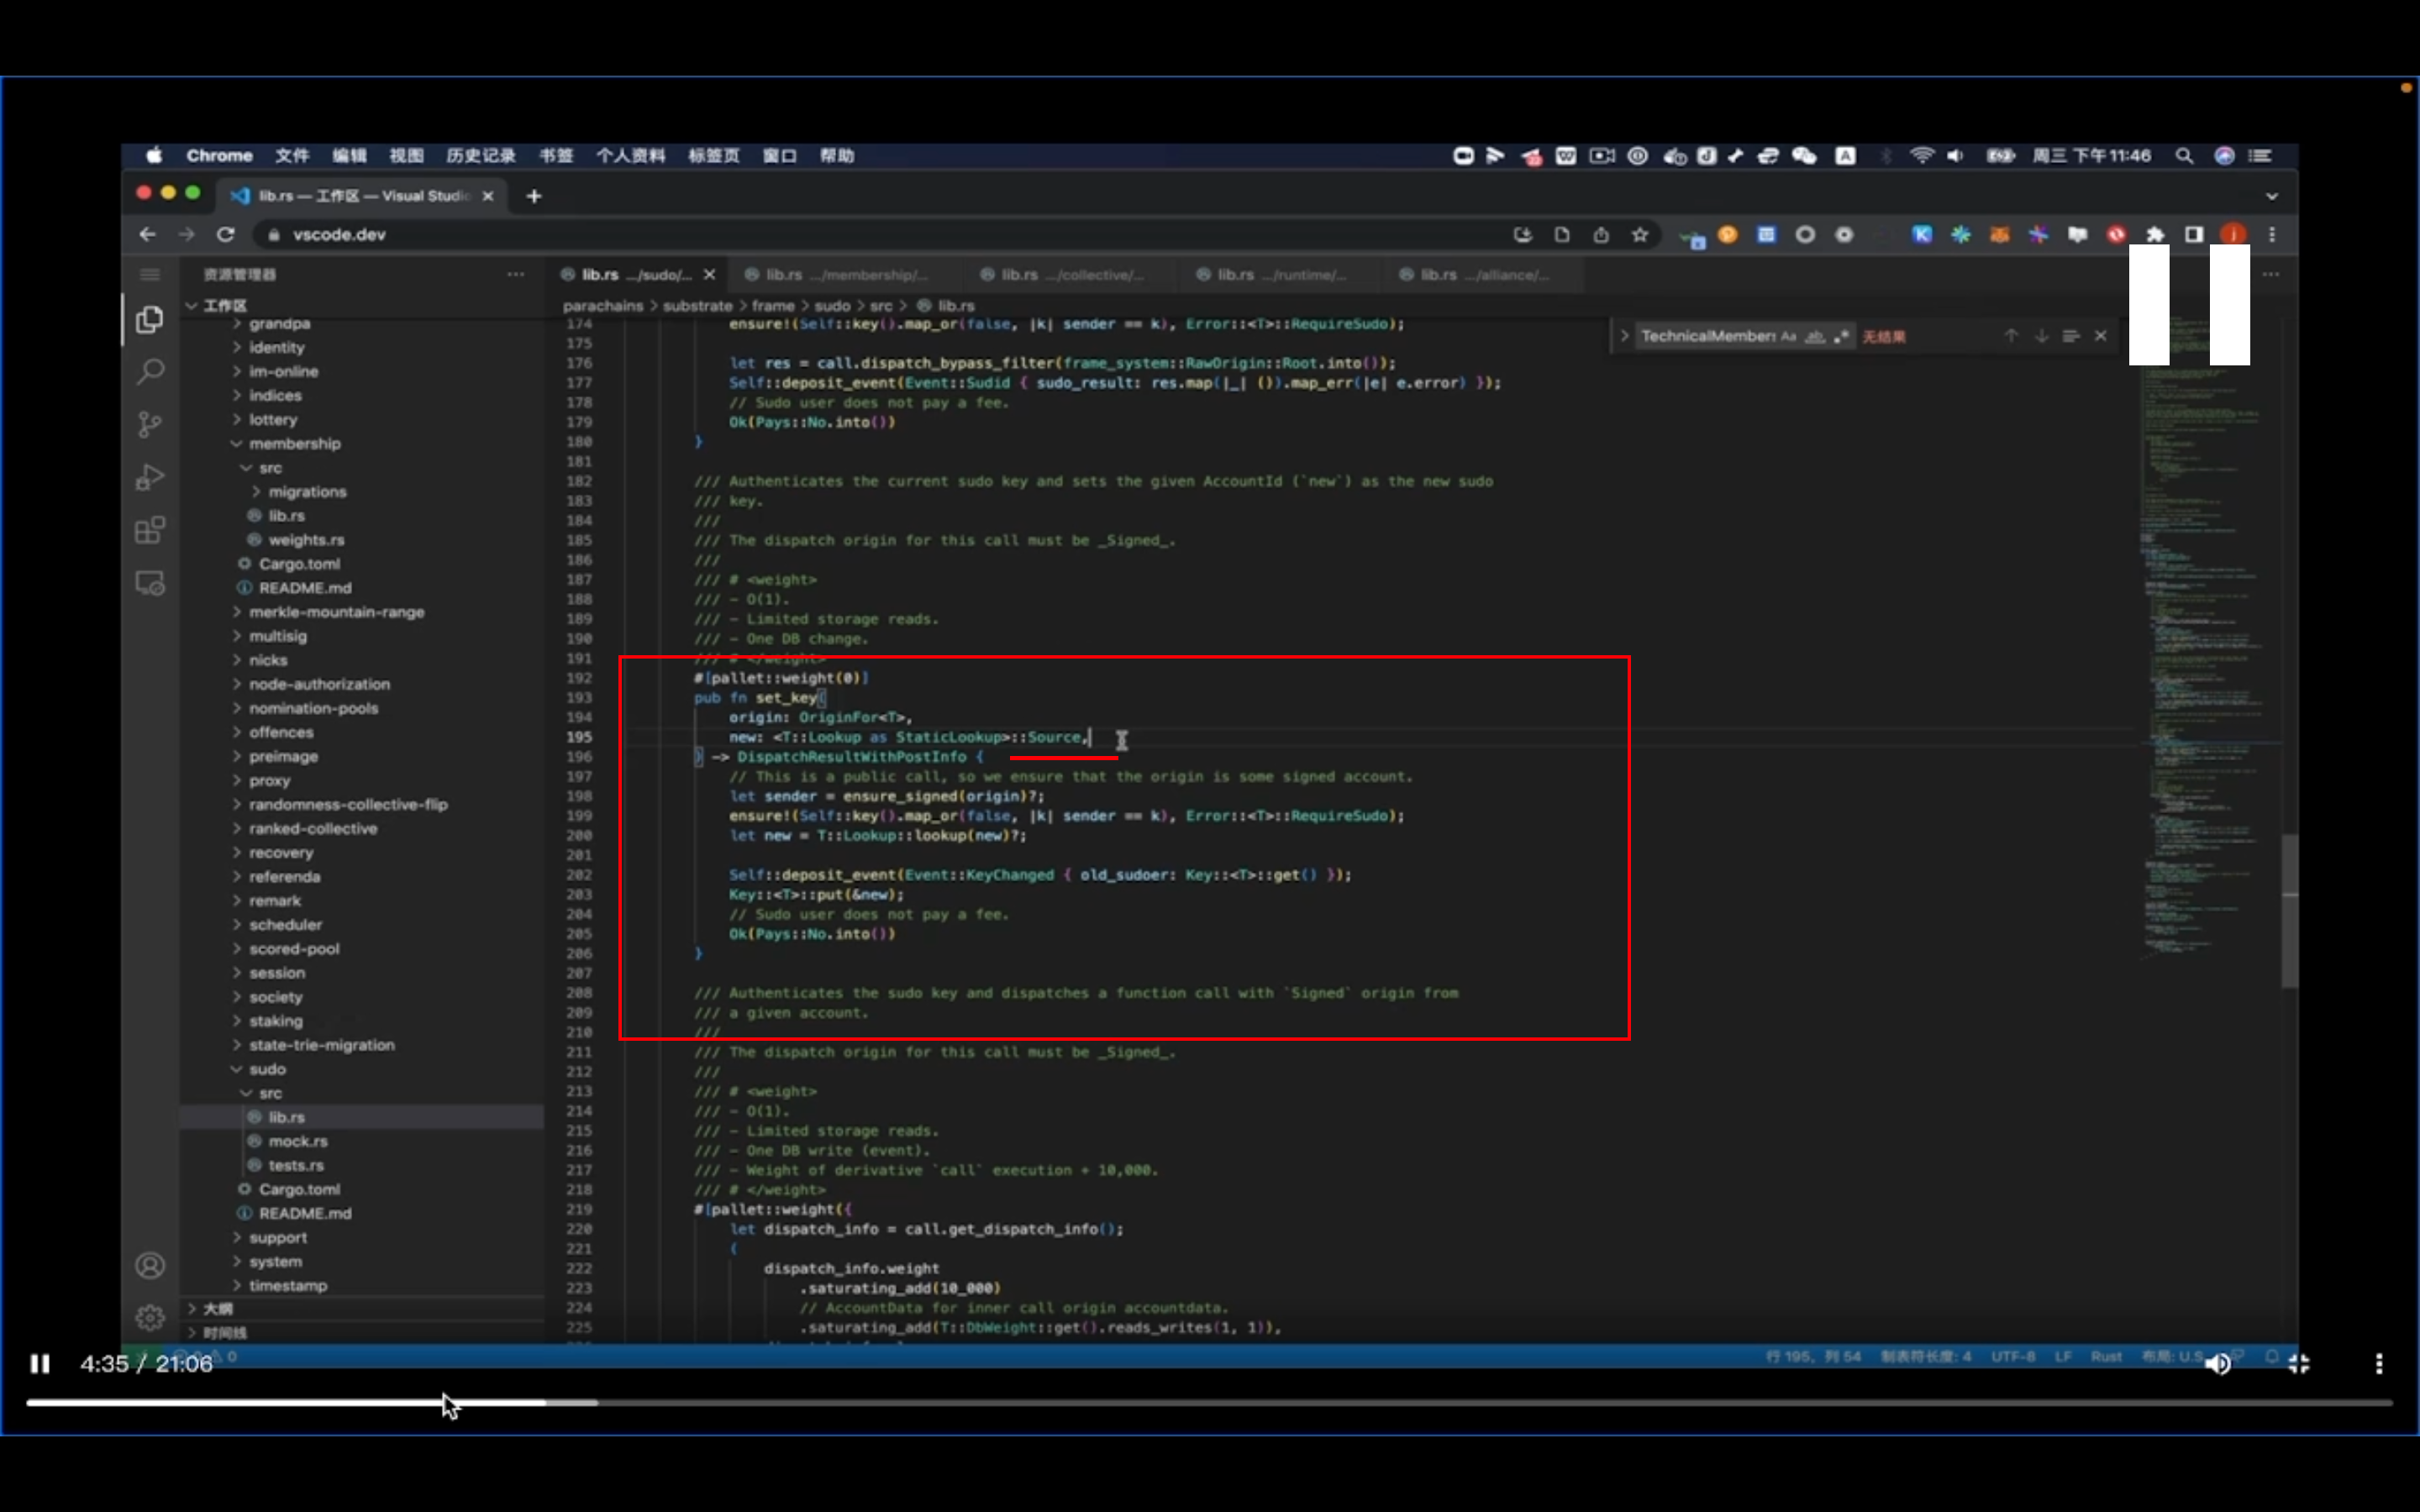 Chrome 文件 编辑 视图 历史记录 书签 个人资料 标签页 窗口 帮助 周三 下午11:46
lib.rs — 工作区 — Visual Studio
vscode.dev
资源管理器
lib.rs .../sudo/... lib.rs .../membership/... lib.rs .../collective/... lib.rs .../runtime/... lib.rs .../alliance/...
工作区
parachains > substrate > frame > sudo > src > lib.rs
TechnicalMember: Aa ab 无结果
grandpa
identity
im-online
indices
lottery
membership
src
migrations
lib.rs
weights.rs
Cargo.toml
README.md
merkle-mountain-range
multisig
nicks
node-authorization
nomination-pools
offences
preimage
proxy
randomness-collective-flip
ranked-collective
recovery
referenda
remark
scheduler
scored-pool
session
society
staking
state-trie-migration
sudo
src
lib.rs
mock.rs
tests.rs
Cargo.toml
README.md
support
system
timestamp
大纲
时间线
174 ensure!(Self::key().map_or(false, |k| sender == k), Error::<T>::RequireSudo);
175
176 let res = call.dispatch_bypass_filter(frame_system::RawOrigin::Root.into());
177 Self::deposit_event(Event::Sudid { sudo_result: res.map(|_| ()).map_err(|e| e.error) });
178 // Sudo user does not pay a fee.
179 Ok(Pays::No.into())
180 }
181
182 /// Authenticates the current sudo key and sets the given AccountId (`new`) as the new sudo
183 /// key.
184 ///
185 /// The dispatch origin for this call must be _Signed_.
186 ///
187 /// # <weight>
188 /// - O(1).
189 /// - Limited storage reads.
190 /// - One DB change.
191 /// # </weight>
192 #[pallet::weight(0)]
193 pub fn set_key(
194 origin: OriginFor<T>,
195 new: <T::Lookup as StaticLookup>::Source,
196 ) -> DispatchResultWithPostInfo {
197 // This is a public call, so we ensure that the origin is some signed account.
198 let sender = ensure_signed(origin)?;
199 ensure!(Self::key().map_or(false, |k| sender == k), Error::<T>::RequireSudo);
200 let new = T::Lookup::lookup(new)?;
201
202 Self::deposit_event(Event::KeyChanged { old_sudoer: Key::<T>::get() });
203 Key::<T>::put(&new);
204 // Sudo user does not pay a fee.
205 Ok(Pays::No.into())
206 }
207
208 /// Authenticates the sudo key and dispatches a function call with `Signed` origin from
209 /// a given account.
210 ///
211 /// The dispatch origin for this call must be _Signed_.
212 ///
213 /// # <weight>
214 /// - O(1).
215 /// - Limited storage reads.
216 /// - One DB write (event).
217 /// - Weight of derivative `call` execution + 10,000.
218 /// # </weight>
219 #[pallet::weight({
220 let dispatch_info = call.get_dispatch_info();
221 (
222 dispatch_info.weight
223 .saturating_add(10_000)
224 // AccountData for inner call origin accountdata.
225 .saturating_add(T::DbWeight::get().reads_writes(1, 1)),
4:35 / 21:06
行 195, 列 54 制表符长度: 4 UTF-8 LF Rust 布局: U.S